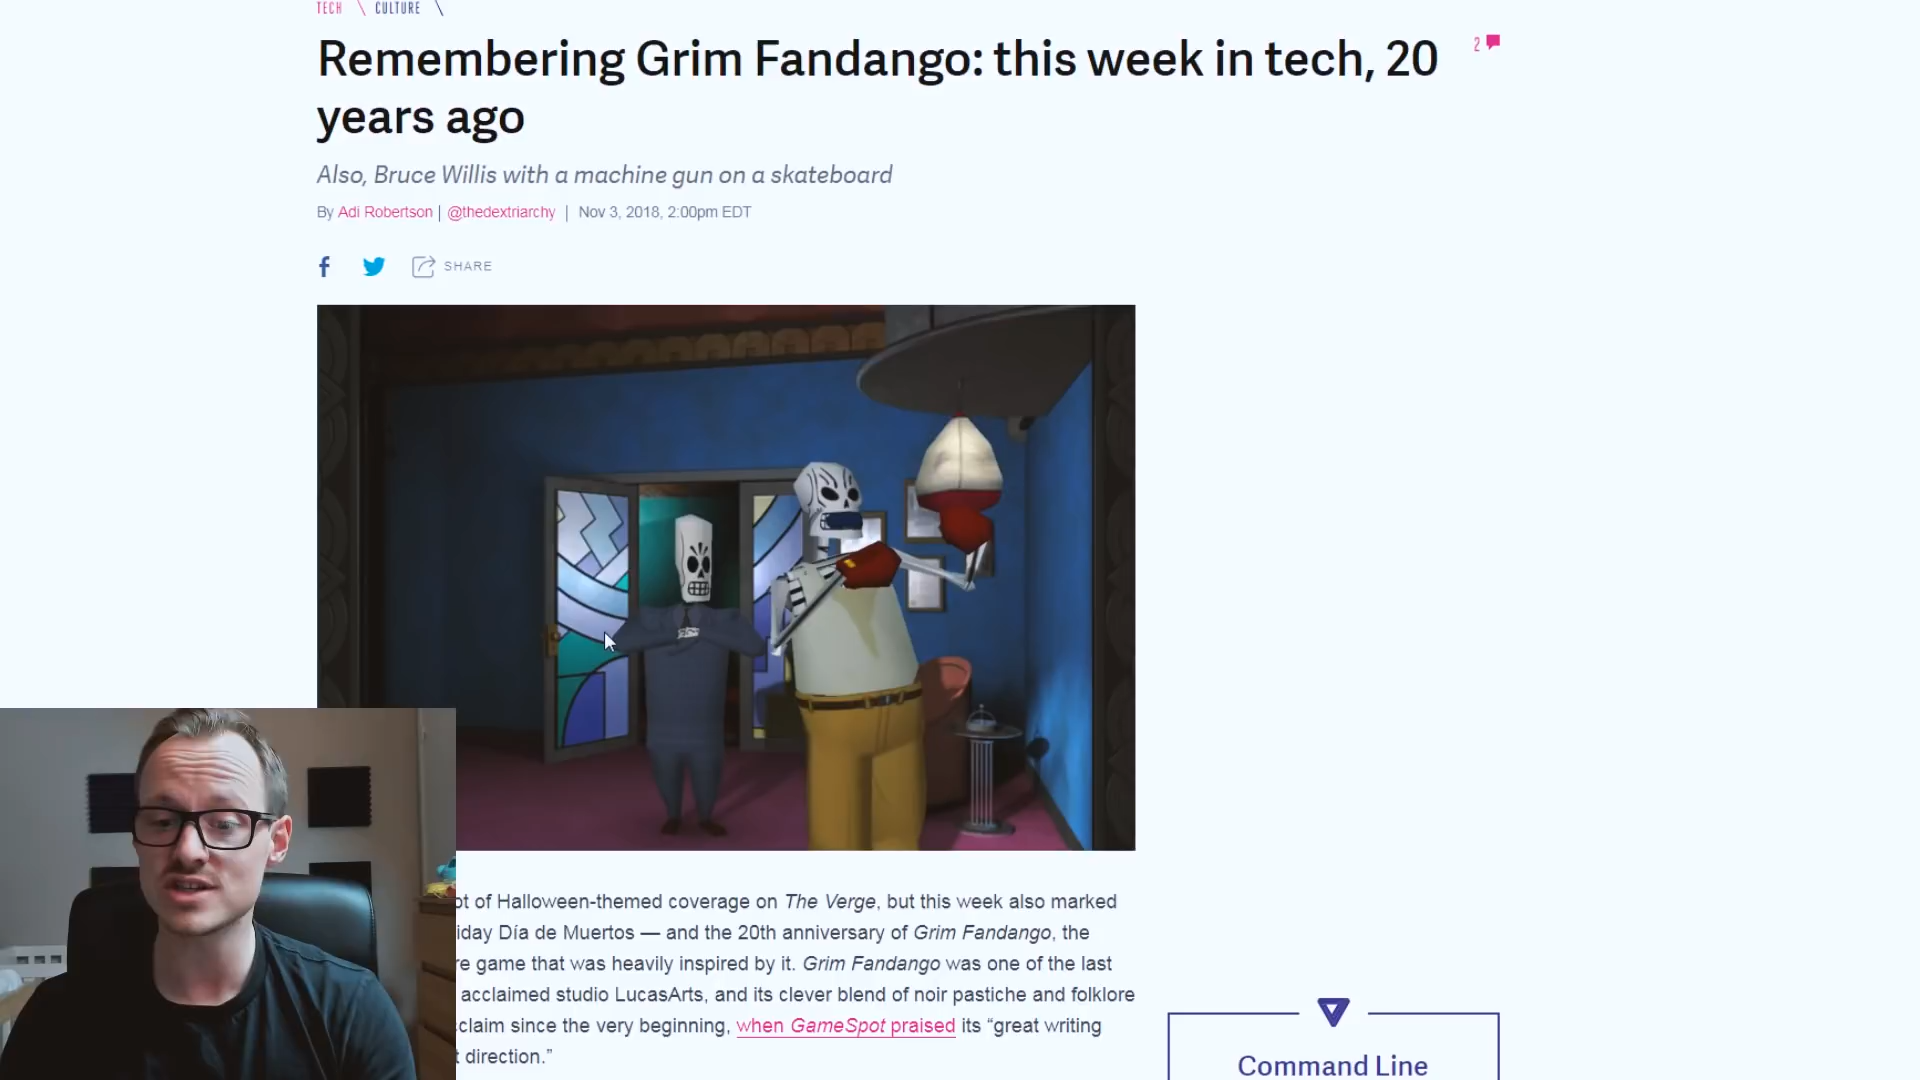 TECH \ CULTURE \
Remembering Grim Fandango: this week in tech, 20
years ago
2
Also, Bruce Willis with a machine gun on a skateboard
By Adi Robertson | @thedextriarchy | Nov 3, 2018, 2:00pm EDT
SHARE
of Halloween-themed coverage on The Verge, but this week also marked
Día de Muertos — and the 20th anniversary of Grim Fandango, the
game that was heavily inspired by it. Grim Fandango was one of the last
acclaimed studio LucasArts, and its clever blend of noir pastiche and folklore
since the very beginning, when GameSpot praised its “great writing
direction.”
Command Line